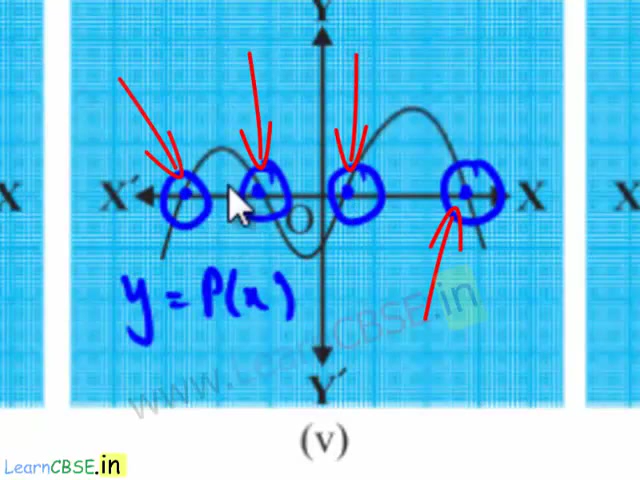 Y
X
X´
X
X
O
y = P(x)
www.LearnCBSE.in
Y´
(v)
LearnCBSE.in